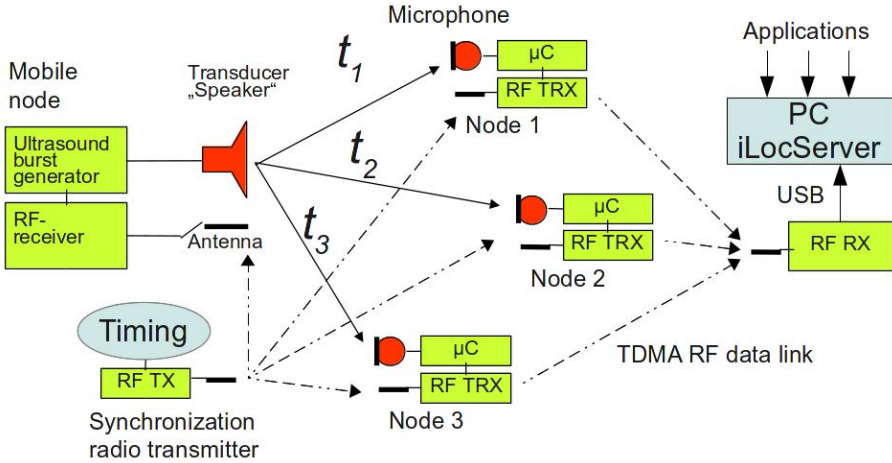 Mobile
node
Ultrasound
burst
generator
RF-
receiver
Transducer
„Speaker“
Antenna
t1
t2
t3
Microphone
µC
RF TRX
Node 1
µC
RF TRX
Node 2
µC
RF TRX
Node 3
Timing
RF TX
Synchronization
radio transmitter
Applications
PC
iLocServer
USB
RF RX
TDMA RF data link